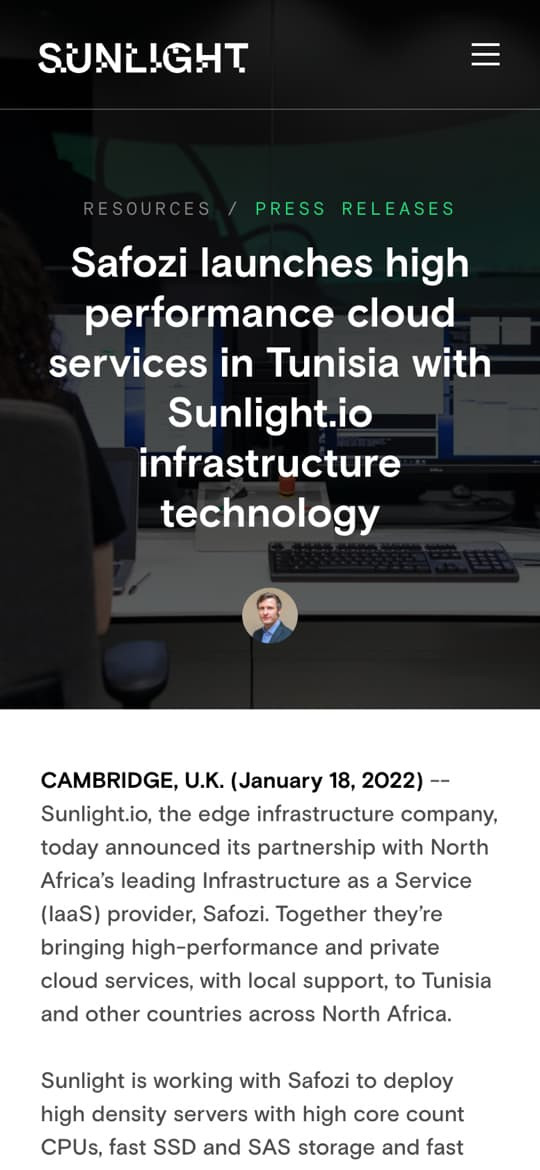 SUNLIGHT
RESOURCES / PRESS RELEASES
Safozi launches high
performance cloud
services in Tunisia with
Sunlight.io
infrastructure
technology
CAMBRIDGE, U.K. (January 18, 2022) --
Sunlight.io, the edge infrastructure company,
today announced its partnership with North
Africa’s leading Infrastructure as a Service
(IaaS) provider, Safozi. Together they’re
bringing high-performance and private
cloud services, with local support, to Tunisia
and other countries across North Africa.
Sunlight is working with Safozi to deploy
high density servers with high core count
CPUs, fast SSD and SAS storage and fast